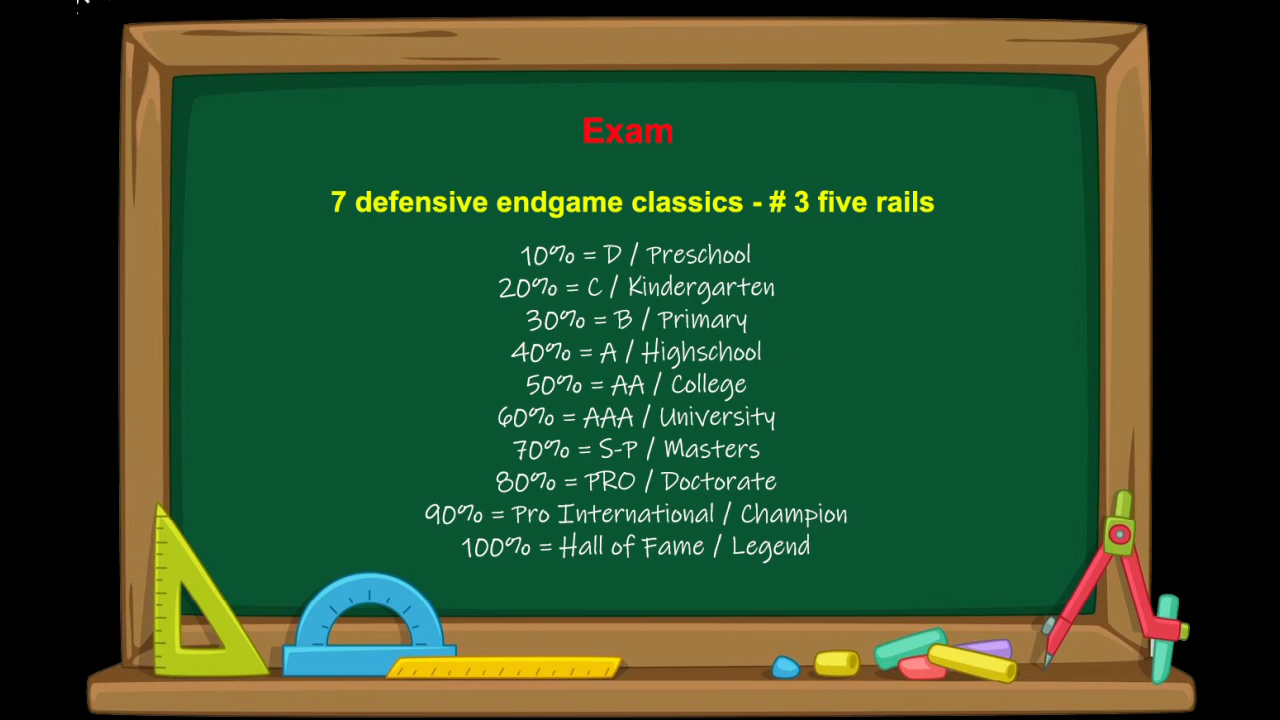 Exam
7 defensive endgame classics - # 3 five rails
10% = D / Preschool
20% = C / Kindergarten
30% = B / Primary
40% = A / Highschool
50% = AA / College
60% = AAA / University
70% = S-P / Masters
80% = PRO / Doctorate
90% = Pro International / Champion
100% = Hall of Fame / Legend